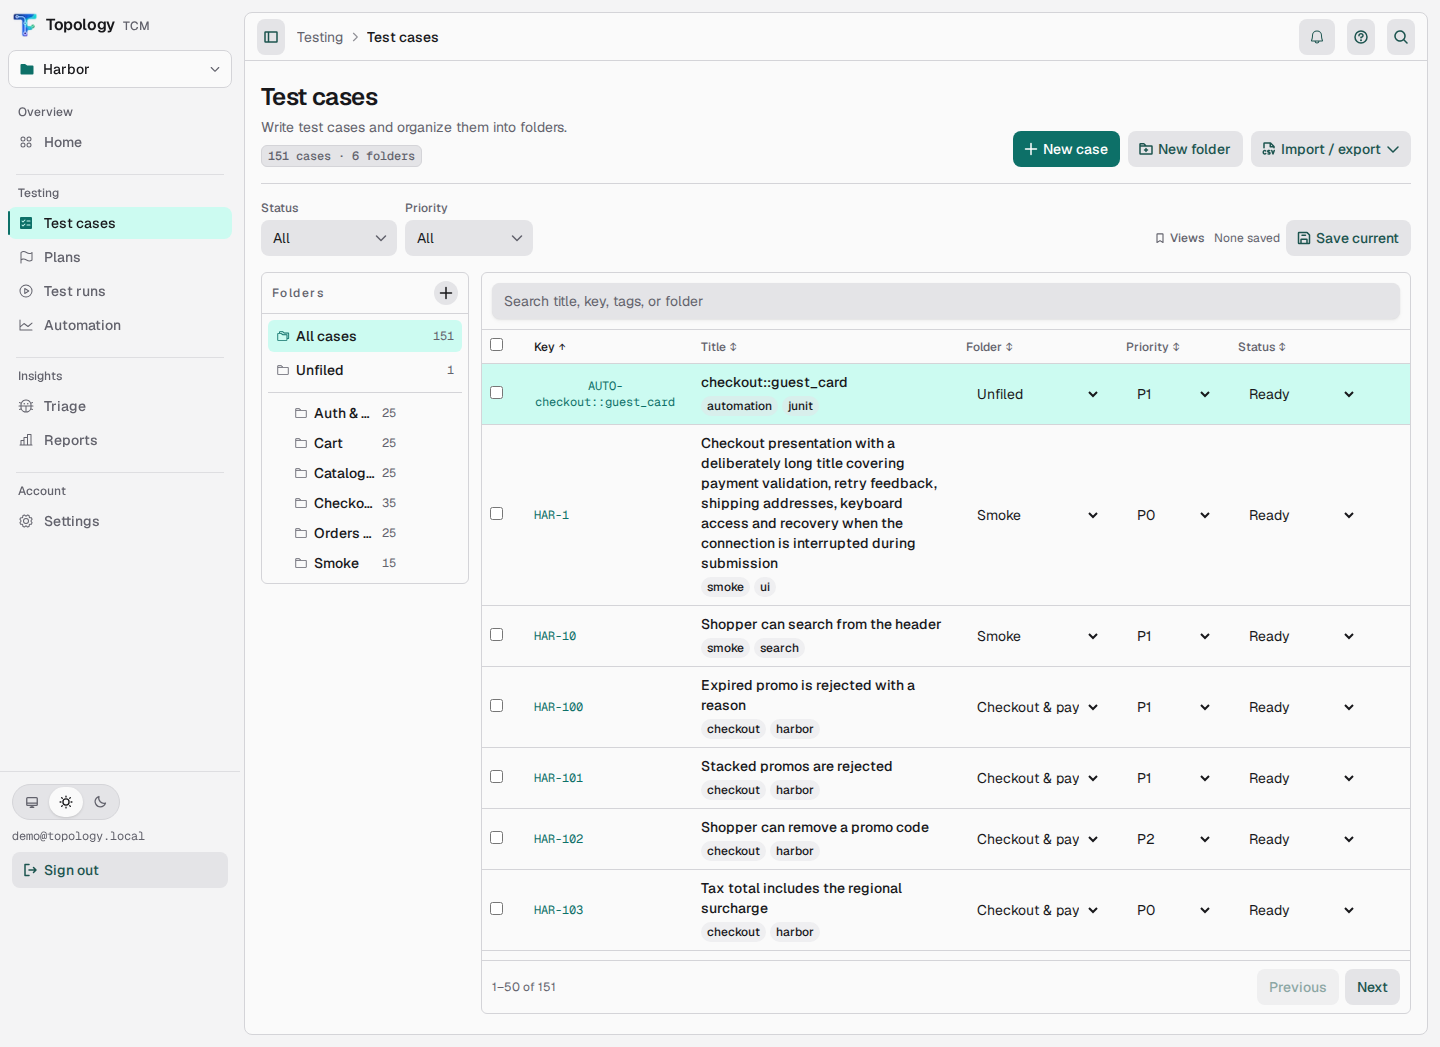 Topology TCM
Harbor
Overview
Home
Testing
Test cases
Plans
Test runs
Automation
Insights
Triage
Reports
Account
Settings
demo@topology.local
Sign out
Testing > Test cases
Test cases
Write test cases and organize them into folders.
151 cases · 6 folders
New case
New folder
Import / export
Status
Priority
All
All
Views None saved
Save current
Folders
All cases 151
Unfiled 1
Auth & ... 25
Cart 25
Catalog... 25
Checko... 35
Orders ... 25
Smoke 15
Search title, key, tags, or folder
Key ↑ Title Folder Priority Status
AUTO-
checkout::guest_card
checkout::guest_card
automation junit
Unfiled P1 Ready
HAR-1
Checkout presentation with a
deliberately long title covering
payment validation, retry feedback,
shipping addresses, keyboard
access and recovery when the
connection is interrupted during
submission
smoke ui
Smoke P0 Ready
HAR-10
Shopper can search from the header
smoke search
Smoke P1 Ready
HAR-100
Expired promo is rejected with a
reason
checkout harbor
Checkout & pay P1 Ready
HAR-101
Stacked promos are rejected
checkout harbor
Checkout & pay P1 Ready
HAR-102
Shopper can remove a promo code
checkout harbor
Checkout & pay P2 Ready
HAR-103
Tax total includes the regional
surcharge
checkout harbor
Checkout & pay P0 Ready
1–50 of 151
Previous
Next